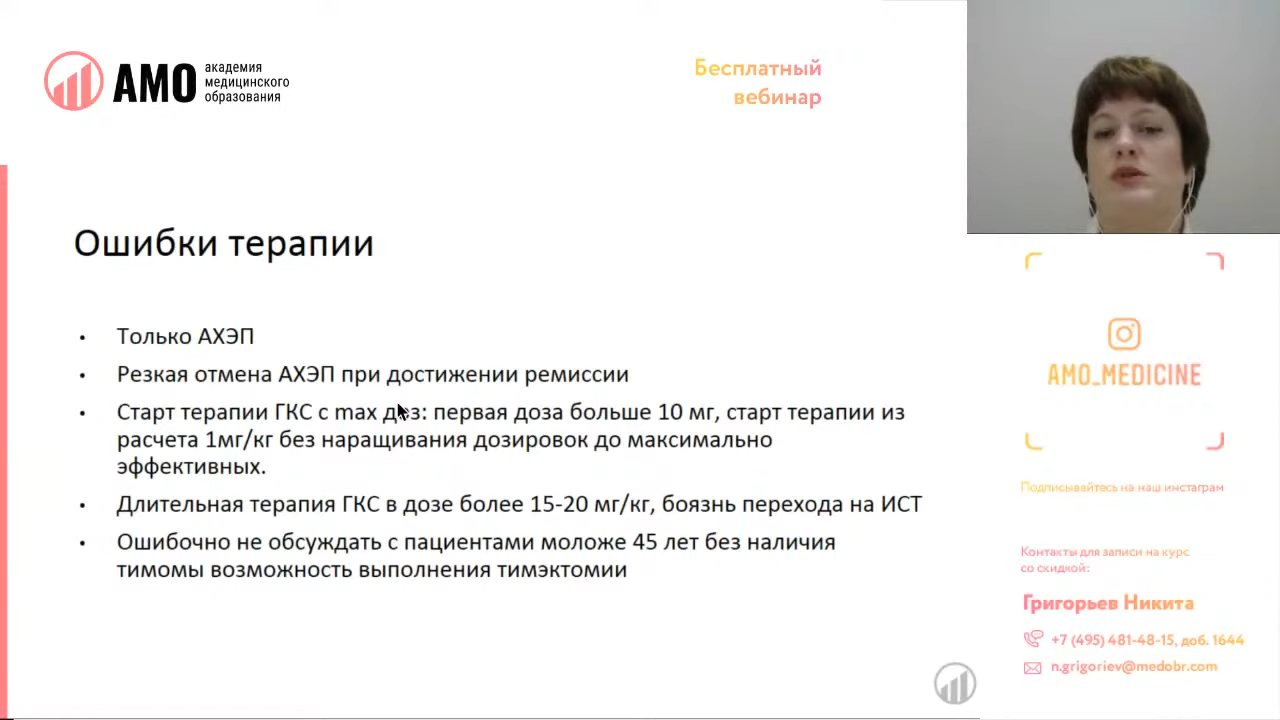 АМО
академия
медицинского
образования
Бесплатный
вебинар
Ошибки терапии
• Только АХЭП
• Резкая отмена АХЭП при достижении ремиссии
• Старт терапии ГКС с max доз: первая доза больше 10 мг, старт терапии из
расчета 1мг/кг без наращивания дозировок до максимально
эффективных.
• Длительная терапия ГКС в дозе более 15-20 мг/кг, боязнь перехода на ИСТ
• Ошибочно не обсуждать с пациентами моложе 45 лет без наличия
тимомы возможность выполнения тимэктомии
AMO_MEDICINE
Подписывайтесь на наш инстаграм
Контакты для записи на курс
со скидкой:
Григорьев Никита
+7 (495) 481-48-15, доб. 1644
n.grigoriev@medobr.com